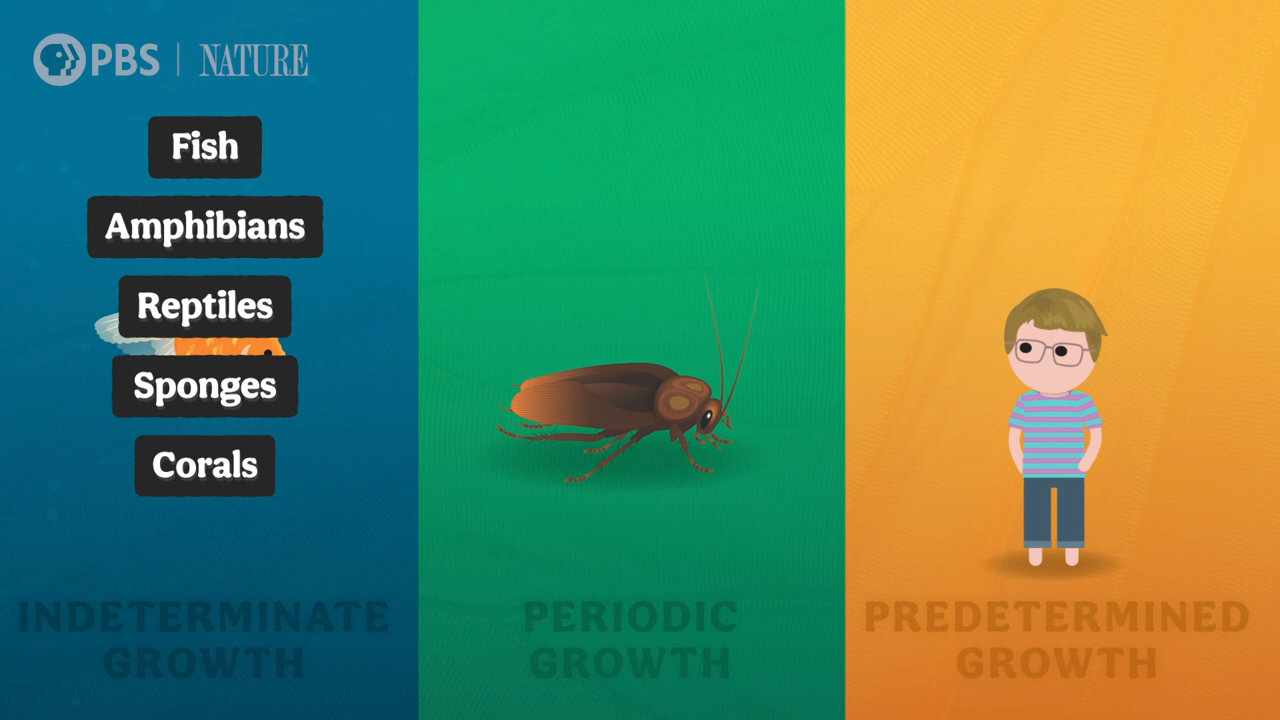 PBS | NATURE
Fish
Amphibians
Reptiles
Sponges
Corals
INDETERMINATE
GROWTH
PERIODIC
GROWTH
PREDETERMINED
GROWTH